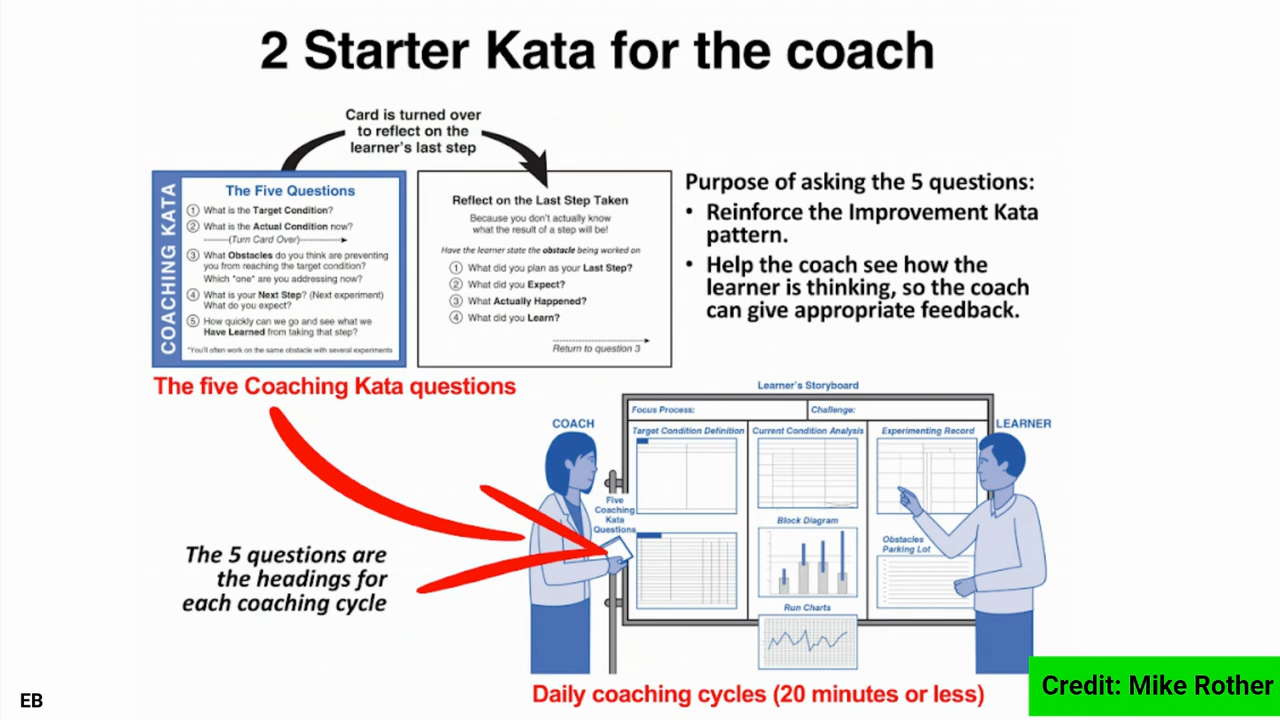 2 Starter Kata for the coach
Card is turned over
to reflect on the
learner's last step
COACHING KATA
The Five Questions
1 What is the Target Condition?
2 What is the Actual Condition now?
--------(Turn Card Over)-------------->
3 What Obstacles do you think are preventing
you from reaching the target condition?
Which *one* are you addressing now?
4 What is your Next Step? (Next experiment)
What do you expect?
5 How quickly can we go and see what we
Have Learned from taking that step?
*You'll often work on the same obstacle with several experiments
Reflect on the Last Step Taken
Because you don't actually know
what the result of a step will be!
Have the learner state the obstacle being worked on
1 What did you plan as your Last Step?
2 What did you Expect?
3 What Actually Happened?
4 What did you Learn?
Return to question 3
Purpose of asking the 5 questions:
• Reinforce the Improvement Kata
pattern.
• Help the coach see how the
learner is thinking, so the coach
can give appropriate feedback.
The five Coaching Kata questions
The 5 questions are
the headings for
each coaching cycle
Learner's Storyboard
Focus Process:
Challenge:
COACH
LEARNER
Target Condition Definition
Current Condition Analysis
Experimenting Record
Five
Coaching
Kata
Questions
Block Diagram
Obstacles
Parking Lot
Run Charts
Daily coaching cycles (20 minutes or less)
EB
Credit: Mike Rother